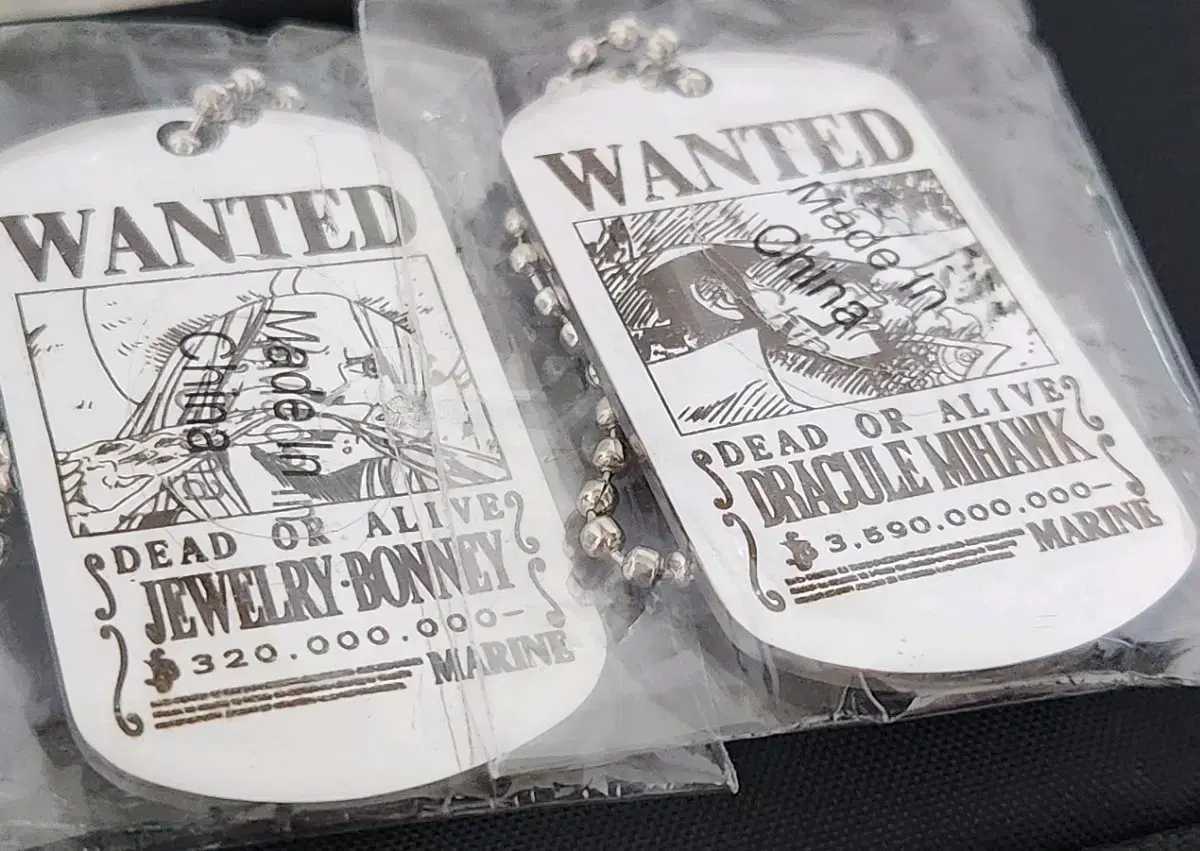 WANTED
Made In
China
DEAD OR ALIVE
JEWELRY·BONNEY
฿320.000.000-
MARINE
WANTED
Made In
China
DEAD OR ALIVE
DRACULE MIHAWK
฿3.590.000.000-
MARINE